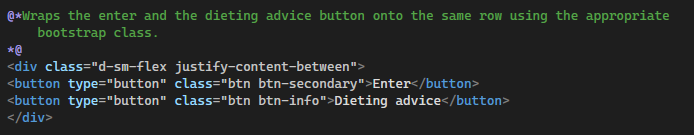 @*Wraps the enter and the dieting advice button onto the same row using the appropriate
bootstrap class.
*@
<div class="d-sm-flex justify-content-between">
<button type="button" class="btn btn-secondary">Enter</button>
<button type="button" class="btn btn-info">Dieting advice</button>
</div>